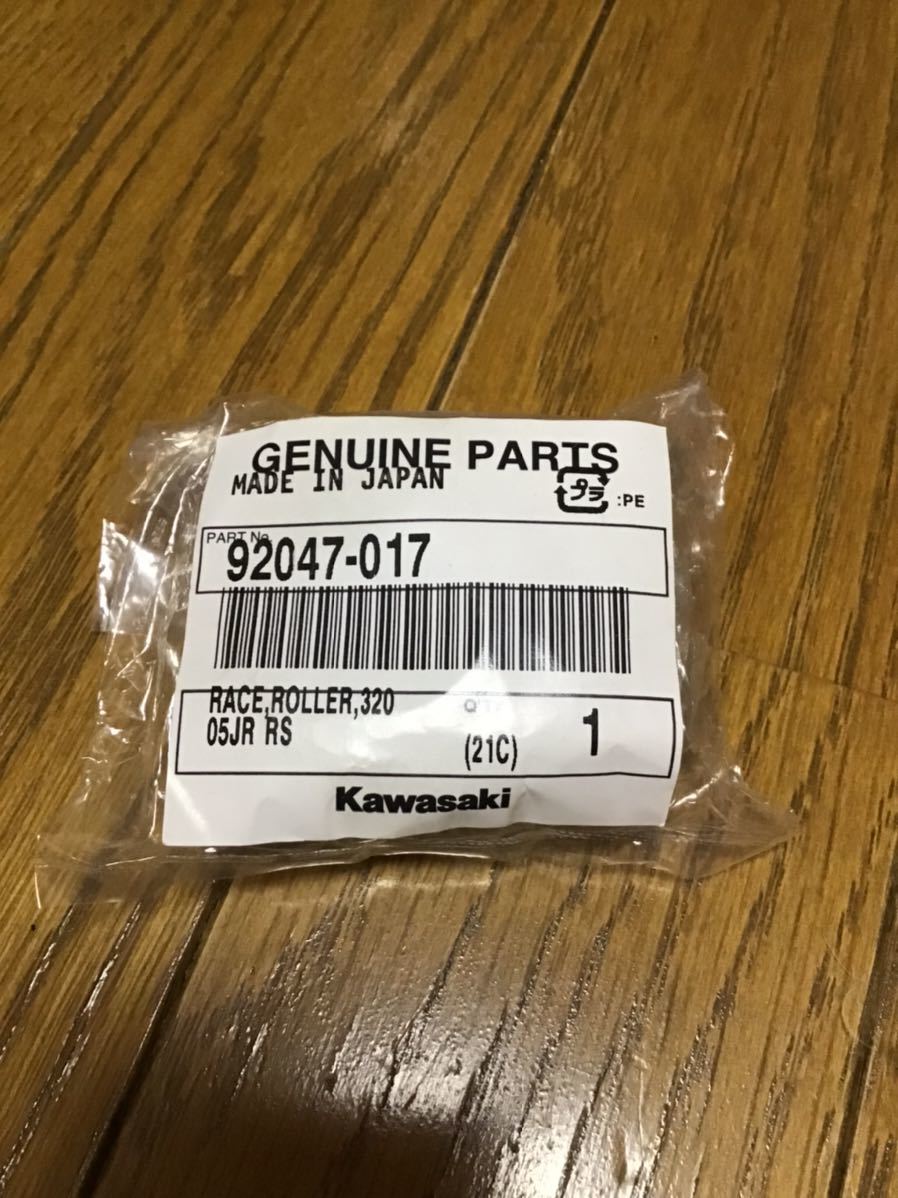 GENUINE PARTS
MADE IN JAPAN
プラ :PE
PART No.
92047-017
RACE,ROLLER,320
05JR RS
Q'TY
(21C)
1
Kawasaki